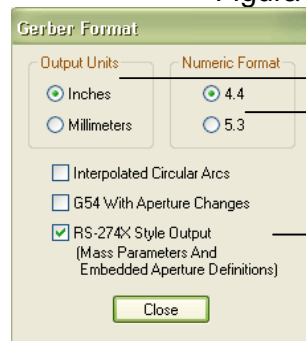 Figura
Gerber Format
Output Units
Numeric Format
Inches
4.4
Millimeters
5.3
Interpolated Circular Arcs
G54 With Aperture Changes
RS-274X Style Output
(Mass Parameters And
Embedded Aperture Definitions)
Close